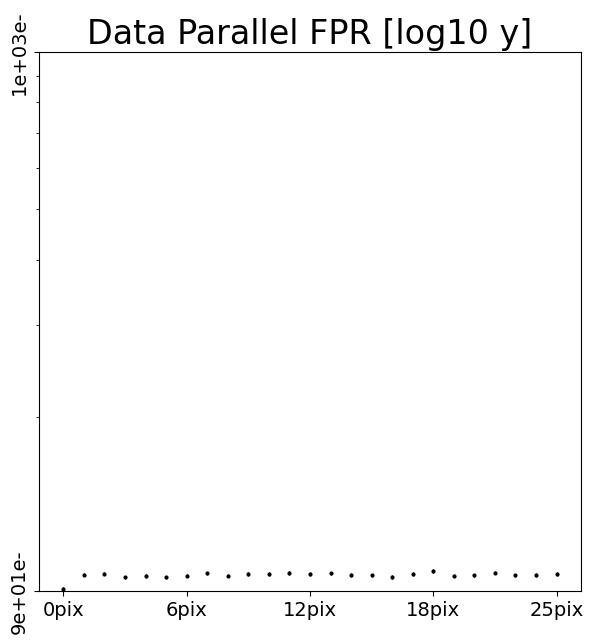 Data Parallel FPR [log10 y]
1e+03e-
9e+01e-
0pix
6pix
12pix
18pix
25pix